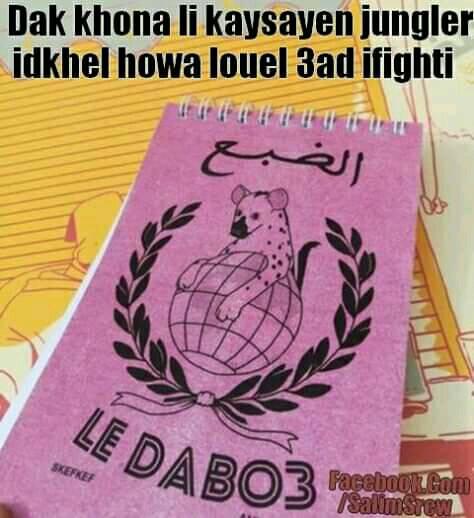 Dak khona li kaysayen jungler
idkhel howa louel 3ad ifighti
الضبع
LE DABO3
SKEFKEF
Facebook.Com
/SalimSrew